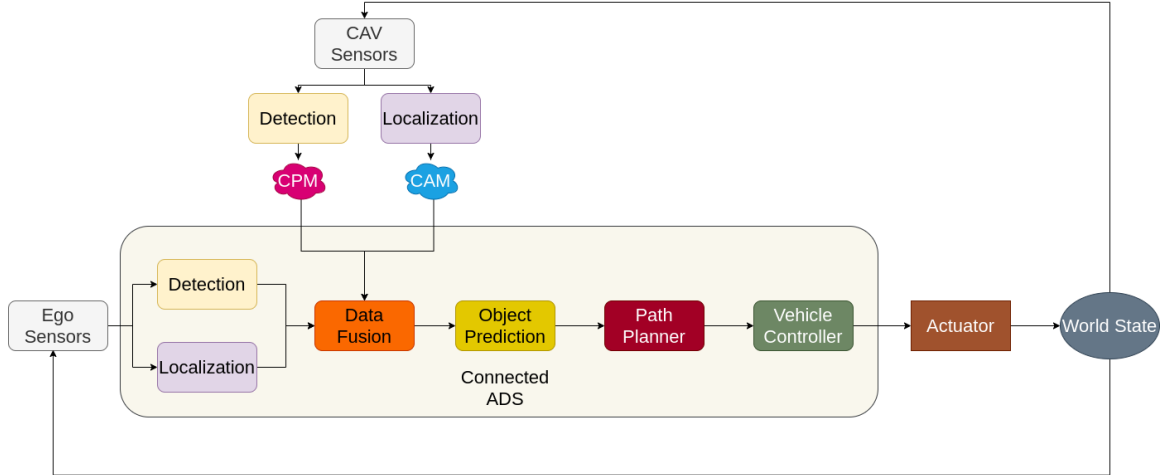 CAV
Sensors
Detection
Localization
CPM
CAM
Ego
Sensors
Detection
Localization
Data
Fusion
Object
Prediction
Path
Planner
Vehicle
Controller
Connected
ADS
Actuator
World State